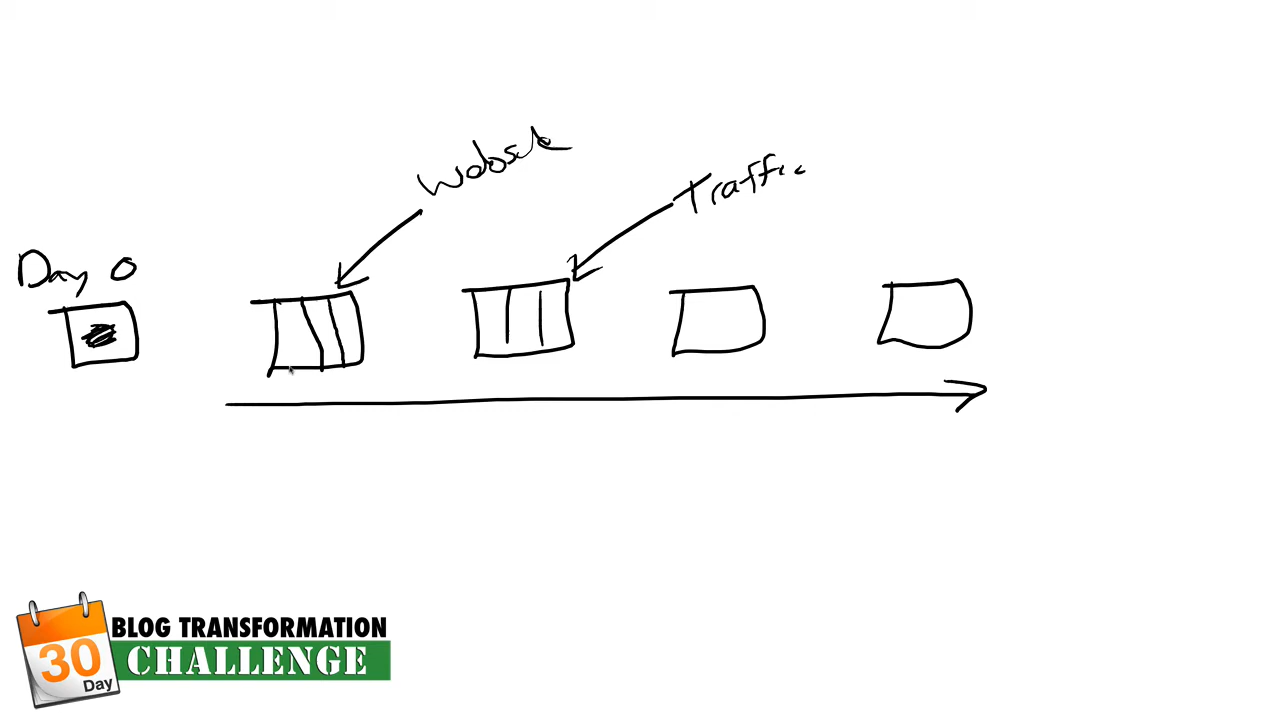 Website
Traffic
Day 0
BLOG TRANSFORMATION
CHALLENGE
30
Day